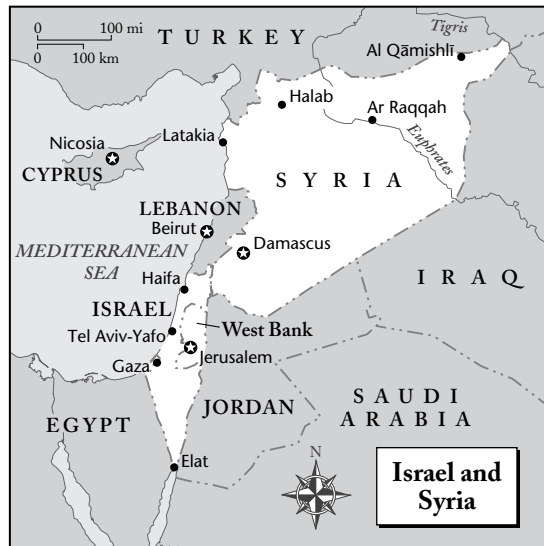 0 100 mi
0 100 km
TURKEY
Tigris
Al Qāmishlī
Halab
Ar Raqqah
Nicosia
Latakia
Euphrates
CYPRUS
SYRIA
LEBANON
Beirut
MEDITERRANEAN
SEA
Damascus
IRAQ
Haifa
ISRAEL
West Bank
Tel Aviv-Yafo
Jerusalem
Gaza
JORDAN
SAUDI
ARABIA
EGYPT
N
Elat
Israel and
Syria